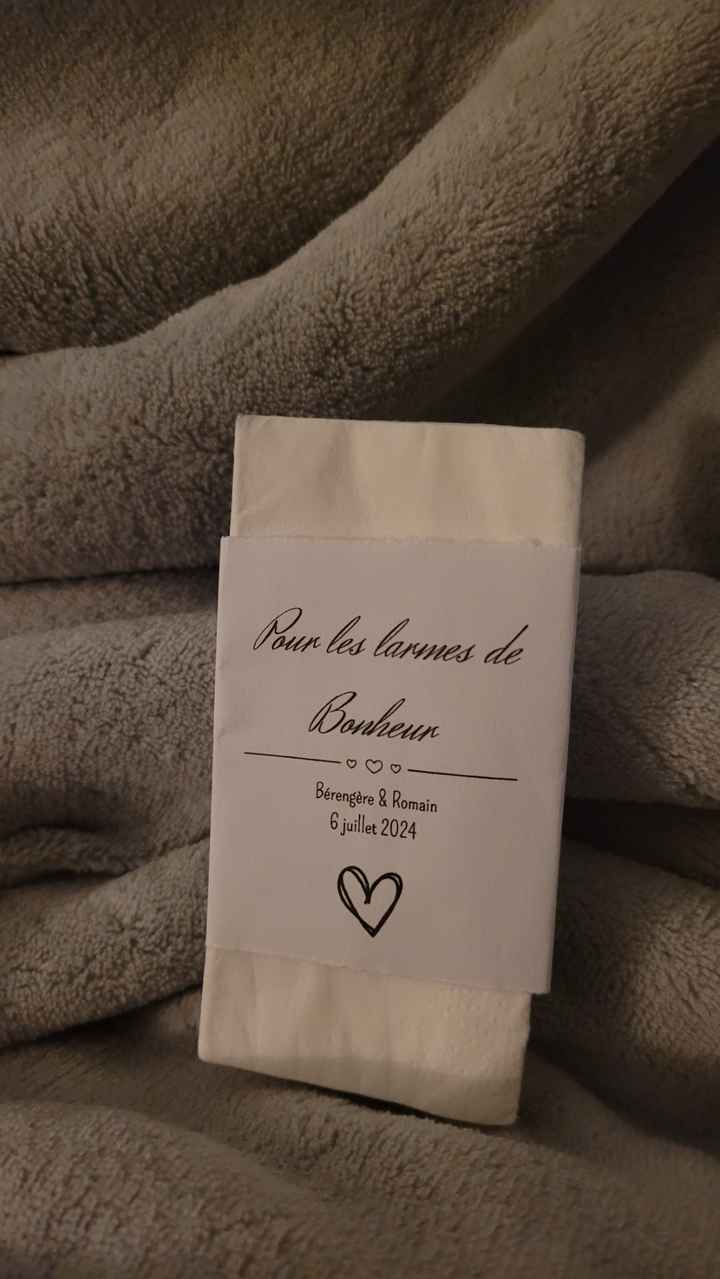 Pour les larmes de
Bonheur
Bérengère & Romain
6 juillet 2024